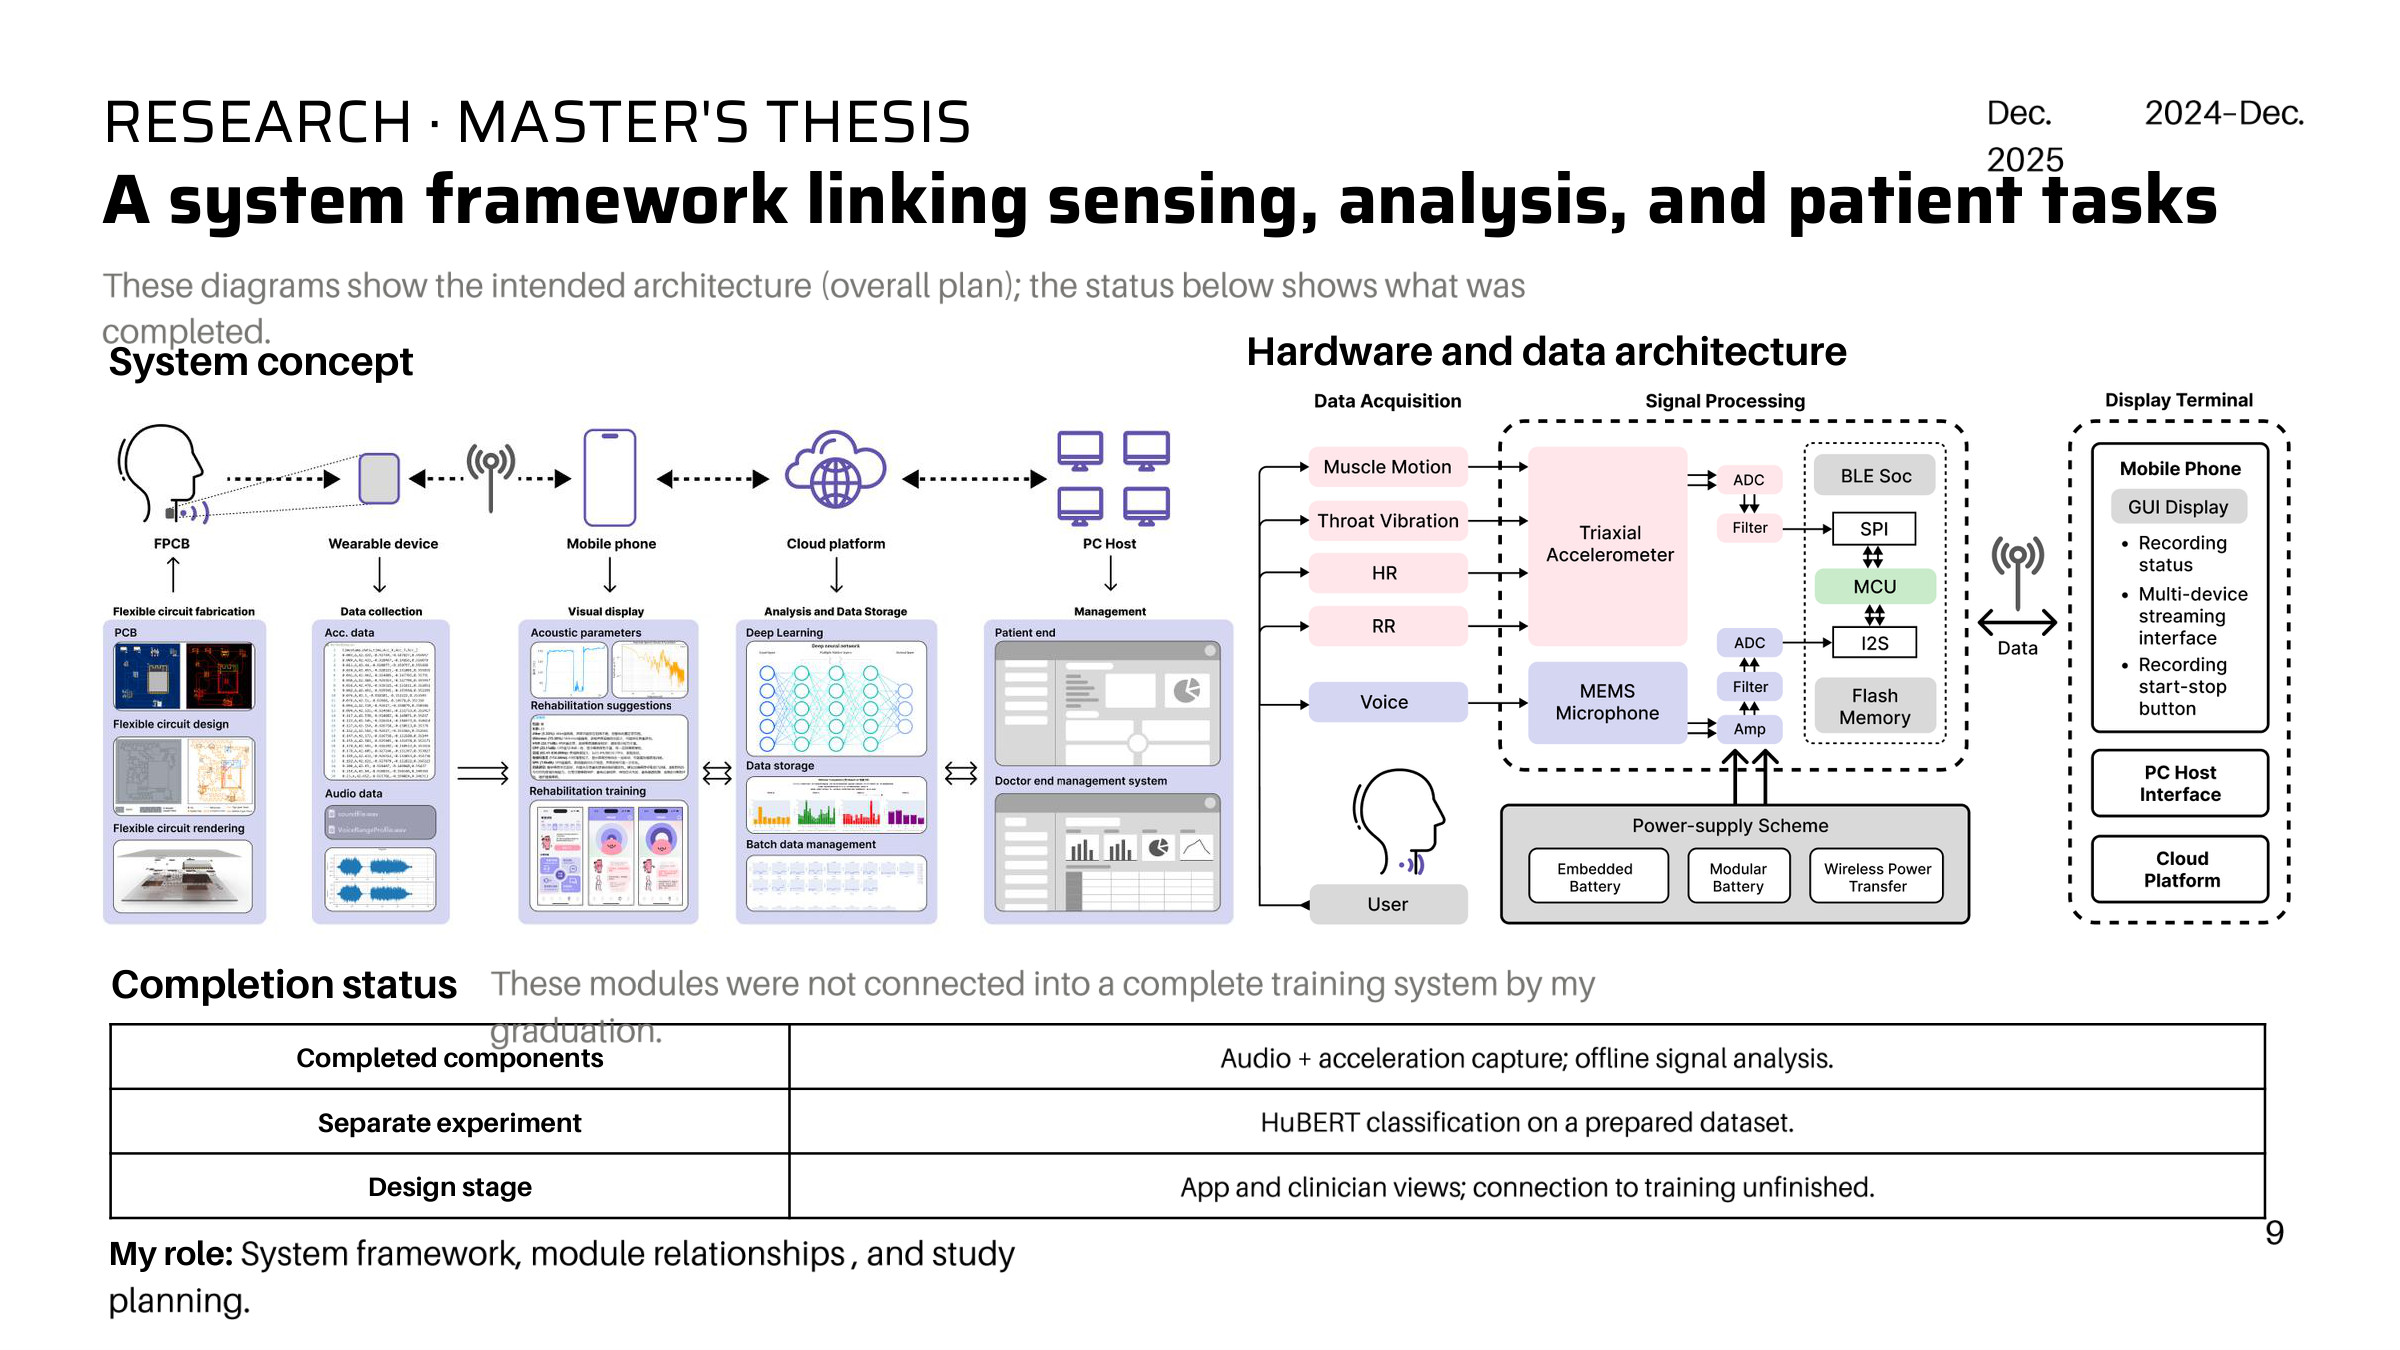 RESEARCH · MASTER'S THESIS
Dec. 2024–Dec.
2025
A system framework linking sensing, analysis, and patient tasks
These diagrams show the intended architecture (overall plan); the status below shows what was
completed.
System concept
FPCB
Wearable device
Mobile phone
Cloud platform
PC Host
Flexible circuit fabrication
PCB
Flexible circuit design
Flexible circuit rendering
Data collection
Acc. data
Audio data
soundfile.wav
VoiceRangeProfile.wav
Visual display
Acoustic parameters
Rehabilitation suggestions
Rehabilitation training
Analysis and Data Storage
Deep Learning
Deep neural network
Data storage
Batch data management
Management
Patient end
Doctor end management system
Hardware and data architecture
Data Acquisition
Signal Processing
Display Terminal
Muscle Motion
Throat Vibration
HR
RR
Voice
User
Triaxial
Accelerometer
MEMS
Microphone
ADC
Filter
ADC
Filter
Amp
BLE Soc
SPI
MCU
I2S
Flash
Memory
Data
Power-supply Scheme
Embedded
Battery
Modular
Battery
Wireless Power
Transfer
Mobile Phone
GUI Display
• Recording
status
• Multi-device
streaming
interface
• Recording
start-stop
button
PC Host
Interface
Cloud
Platform
Completion status
These modules were not connected into a complete training system by my
graduation.
Completed components
Audio + acceleration capture; offline signal analysis.
Separate experiment
HuBERT classification on a prepared dataset.
Design stage
App and clinician views; connection to training unfinished.
My role: System framework, module relationships, and study
planning.
9